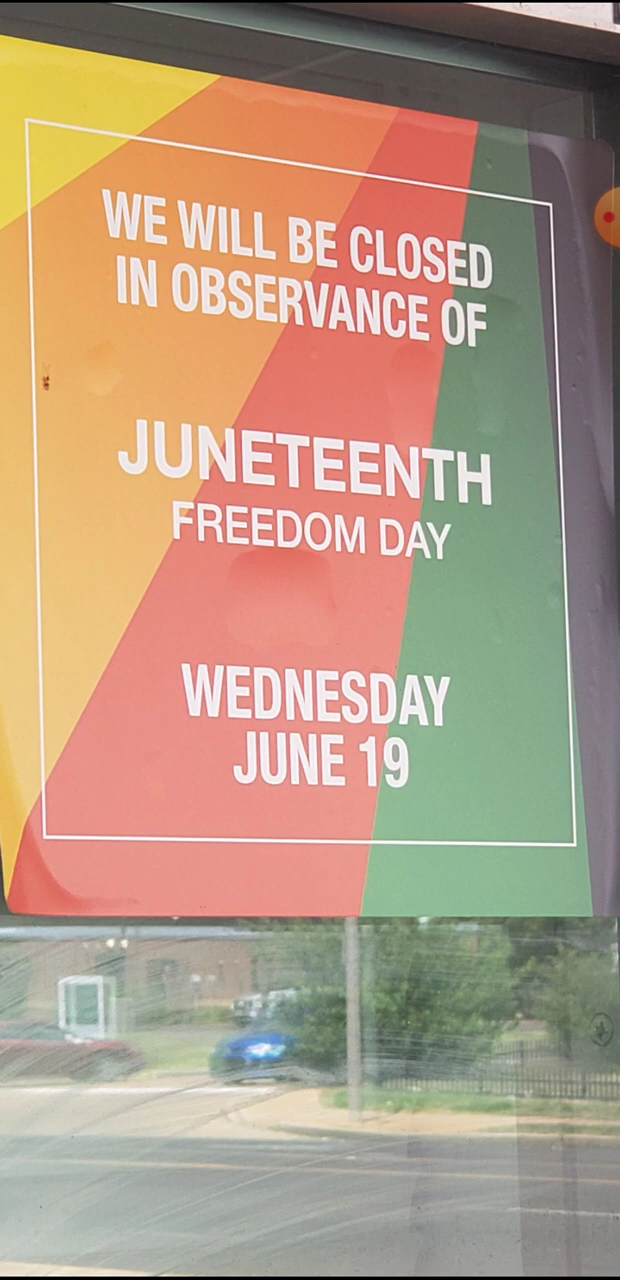 WE WILL BE CLOSED
IN OBSERVANCE OF
JUNETEENTH
FREEDOM DAY
WEDNESDAY
JUNE 19